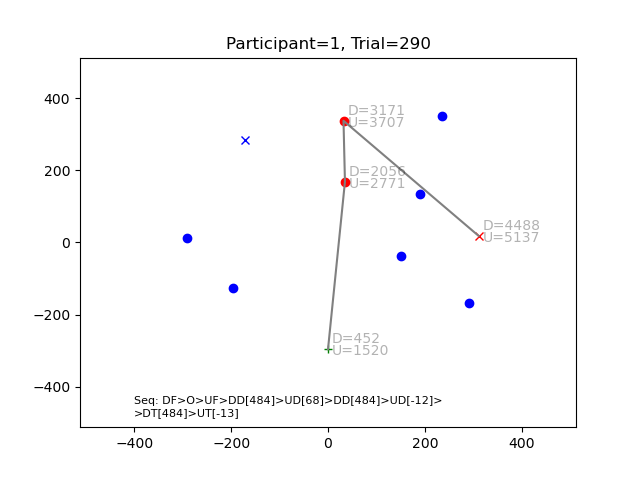 Participant=1, Trial=290
400
200
0
−200
−400
D=3171
U=3707
D=2056
U=2771
D=4488
U=5137
D=452
U=1520
Seq: DF>O>UF>DD[484]>UD[68]>DD[484]>UD[-12]>
>DT[484]>UT[-13]
−400 −200 0 200 400